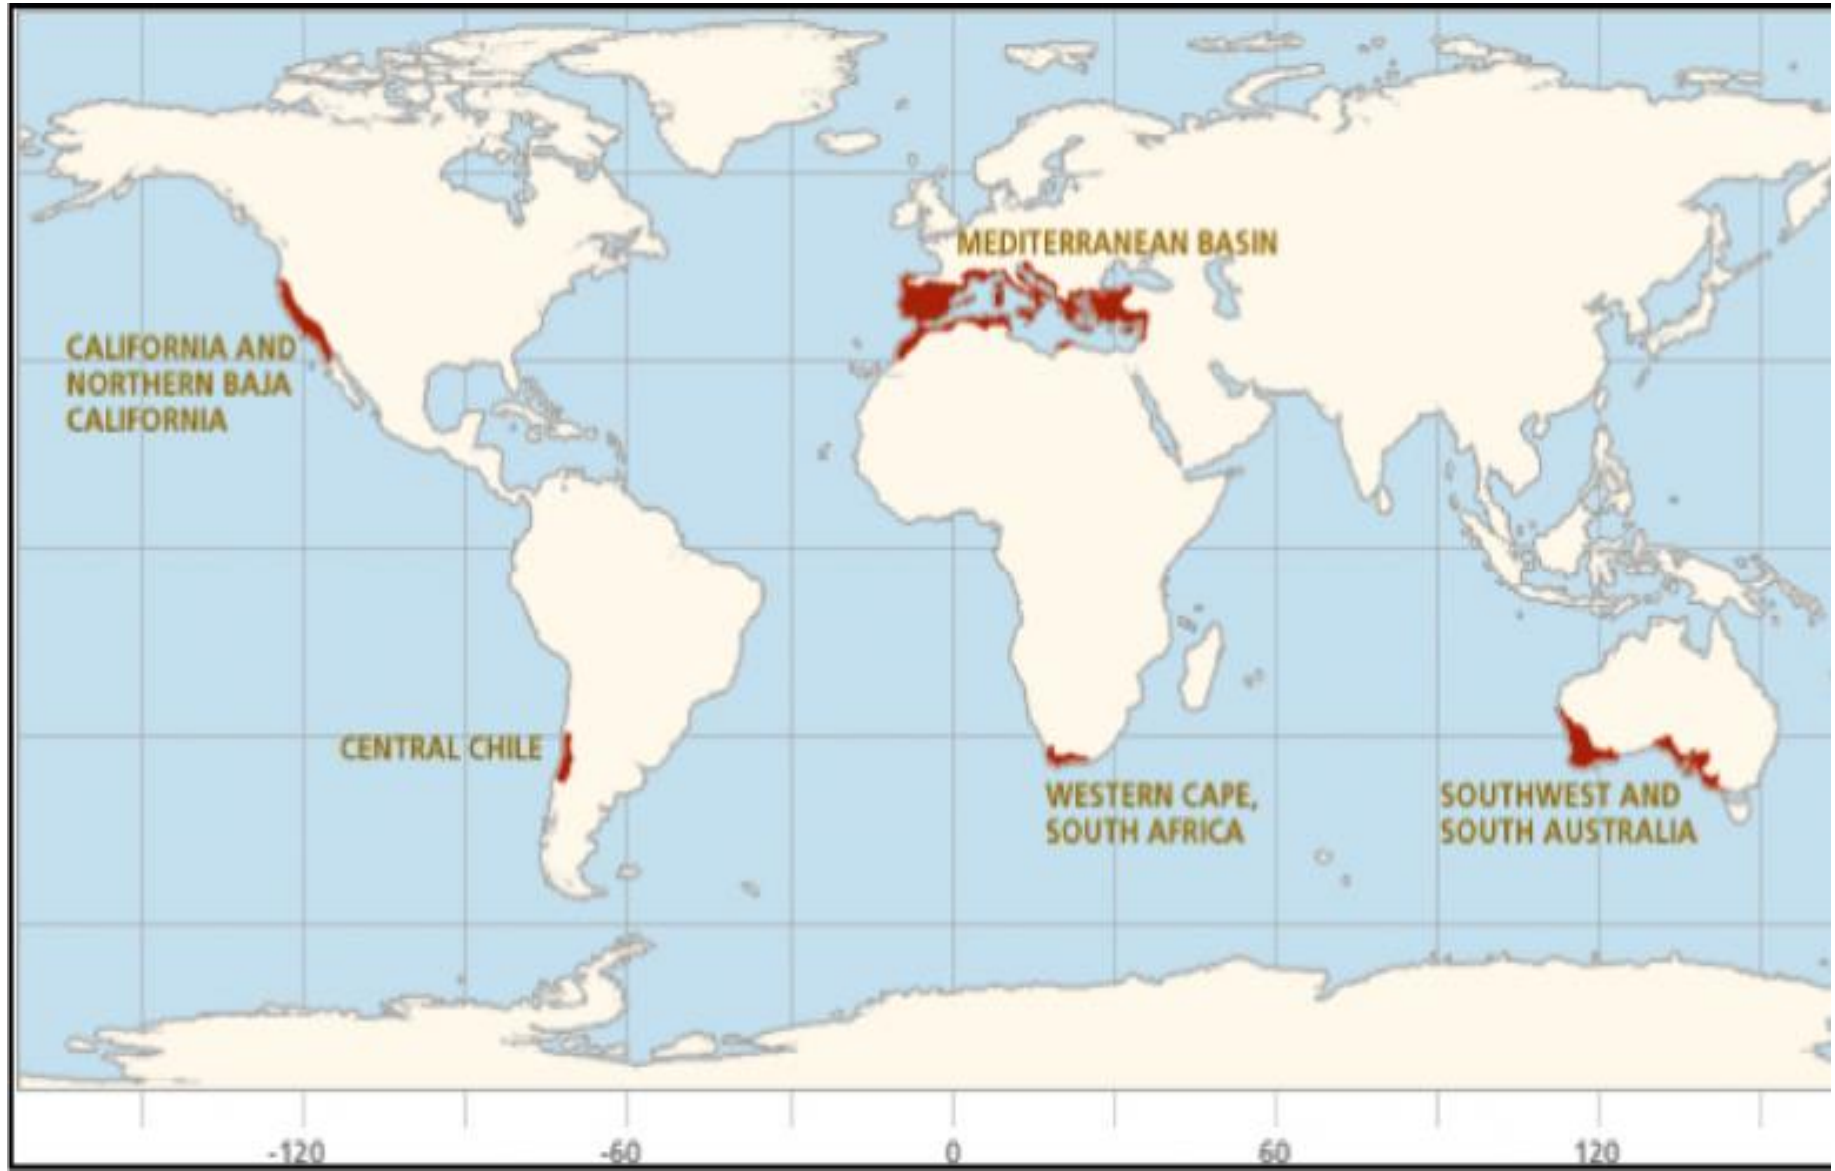 MEDITERRANEAN BASIN
CALIFORNIA AND
NORTHERN BAJA
CALIFORNIA
CENTRAL CHILE
WESTERN CAPE,
SOUTH AFRICA
SOUTHWEST AND
SOUTH AUSTRALIA
-120 -60 0 60 120